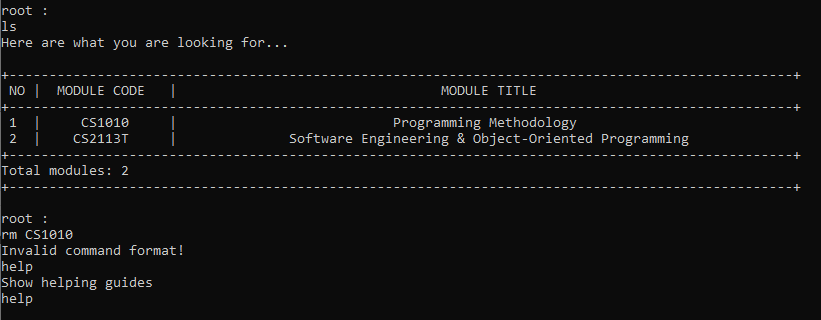 root :
ls
Here are what you are looking for...
+--------------------------------------------------------------------------------------------------+
NO | MODULE CODE | MODULE TITLE
+--------------------------------------------------------------------------------------------------+
1 | CS1010 | Programming Methodology
2 | CS2113T | Software Engineering & Object-Oriented Programming
+--------------------------------------------------------------------------------------------------+
Total modules: 2
+--------------------------------------------------------------------------------------------------+
root :
rm CS1010
Invalid command format!
help
Show helping guides
help